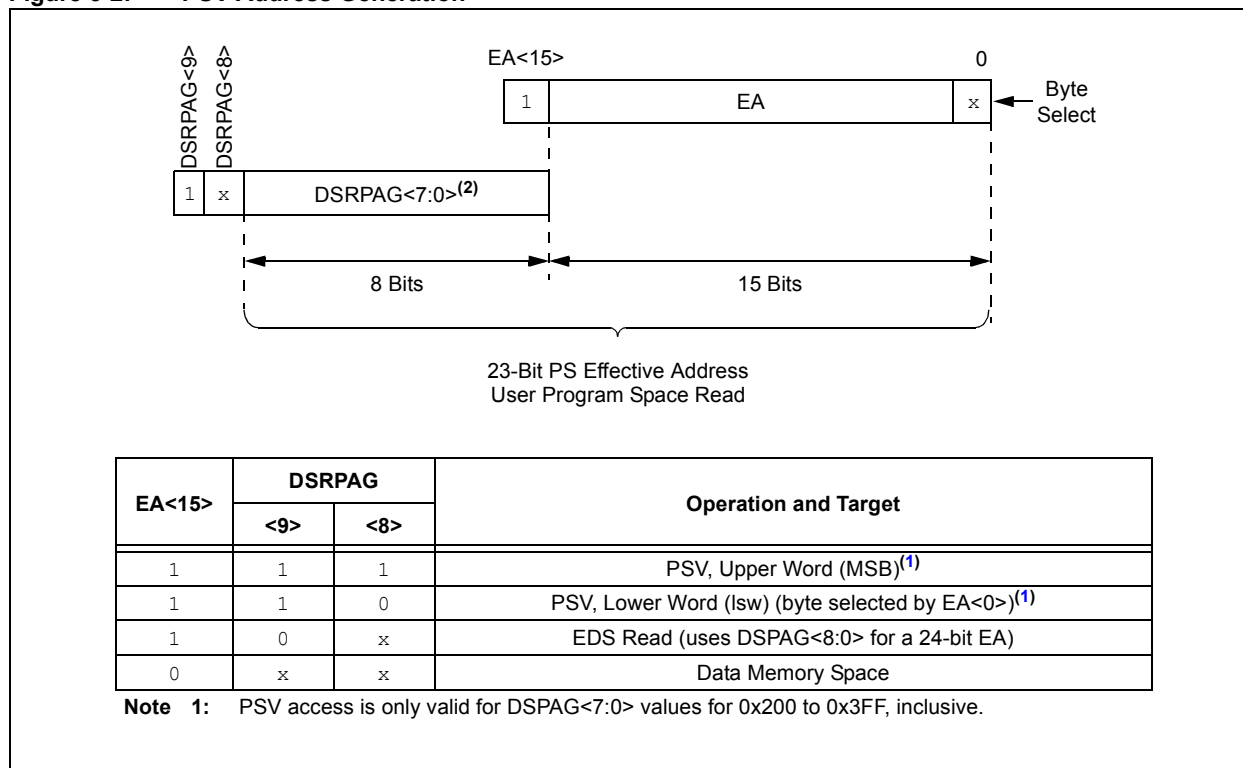 DSRPAG<9>
DSRPAG<8>
EA<15>
0
1
EA
x
Byte
Select
1
x
DSRPAG<7:0>(2)
8 Bits
15 Bits
23-Bit PS Effective Address
User Program Space Read
EA<15>
DSRPAG
Operation and Target
<9>
<8>
1 1 1 PSV, Upper Word (MSB)(1)
1 1 0 PSV, Lower Word (lsw) (byte selected by EA<0>)(1)
1 0 x EDS Read (uses DSPAG<8:0> for a 24-bit EA)
0 x x Data Memory Space
Note 1: PSV access is only valid for DSPAG<7:0> values for 0x200 to 0x3FF, inclusive.